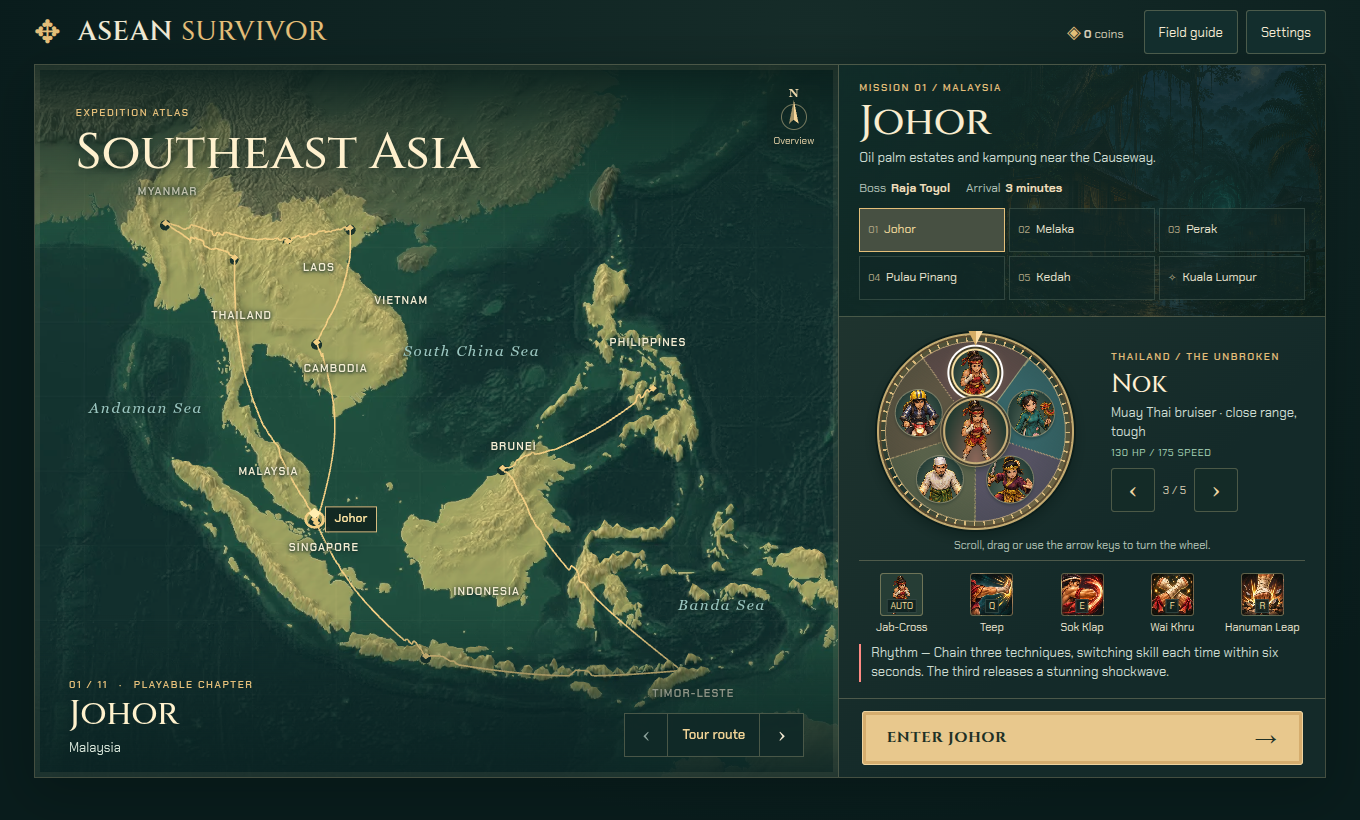 ASEAN SURVIVOR
0 coins
Field guide
Settings
EXPEDITION ATLAS
Southeast Asia
N
Overview
MYANMAR
LAOS
VIETNAM
THAILAND
South China Sea
PHILIPPINES
CAMBODIA
Andaman Sea
BRUNEI
MALAYSIA
Johor
SINGAPORE
INDONESIA
Banda Sea
TIMOR-LESTE
01 / 11 · PLAYABLE CHAPTER
Johor
Malaysia
‹ Tour route ›
MISSION 01 / MALAYSIA
Johor
Oil palm estates and kampung near the Causeway.
Boss Raja Toyol Arrival 3 minutes
01 Johor
02 Melaka
03 Perak
04 Pulau Pinang
05 Kedah
Kuala Lumpur
THAILAND / THE UNBROKEN
Nok
Muay Thai bruiser · close range,
tough
130 HP / 175 SPEED
‹ 3 / 5 ›
Scroll, drag or use the arrow keys to turn the wheel.
AUTO
Q
E
F
R
Jab-Cross
Teep
Sok Klap
Wai Khru
Hanuman Leap
Rhythm — Chain three techniques, switching skill each time within six
seconds. The third releases a stunning shockwave.
ENTER JOHOR →